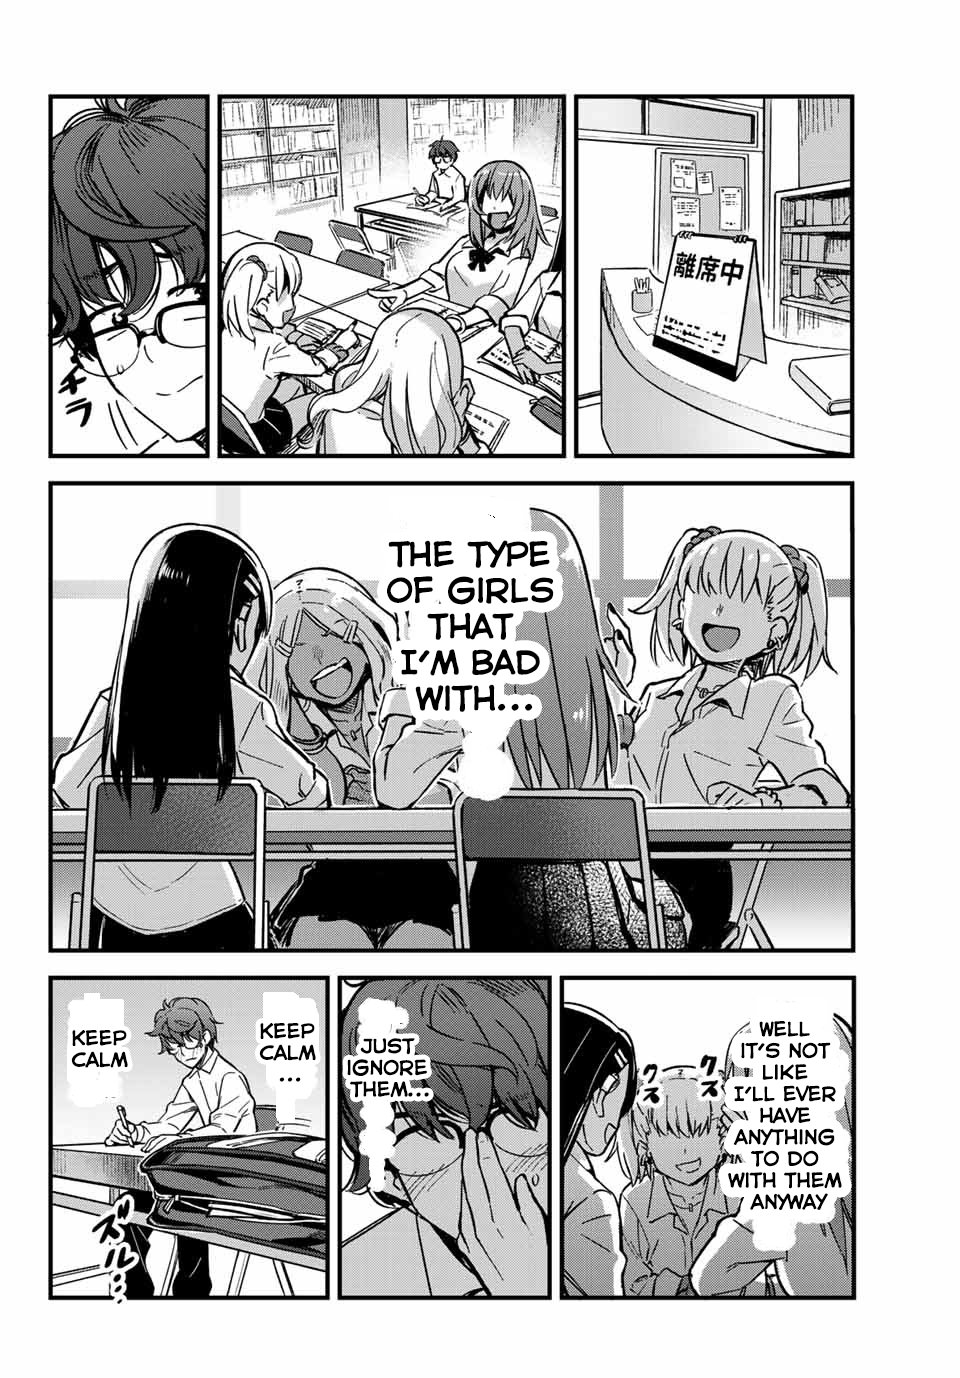 離席中
チラ
THE TYPE
OF GIRLS
THAT
I'M BAD
WITH...
WELL
IT'S NOT
LIKE
I'LL EVER
HAVE
ANYTHING
TO DO
WITH THEM
ANYWAY
クスクス
JUST
IGNORE
THEM...
KEEP
CALM
...
KEEP
CALM
ズルル...